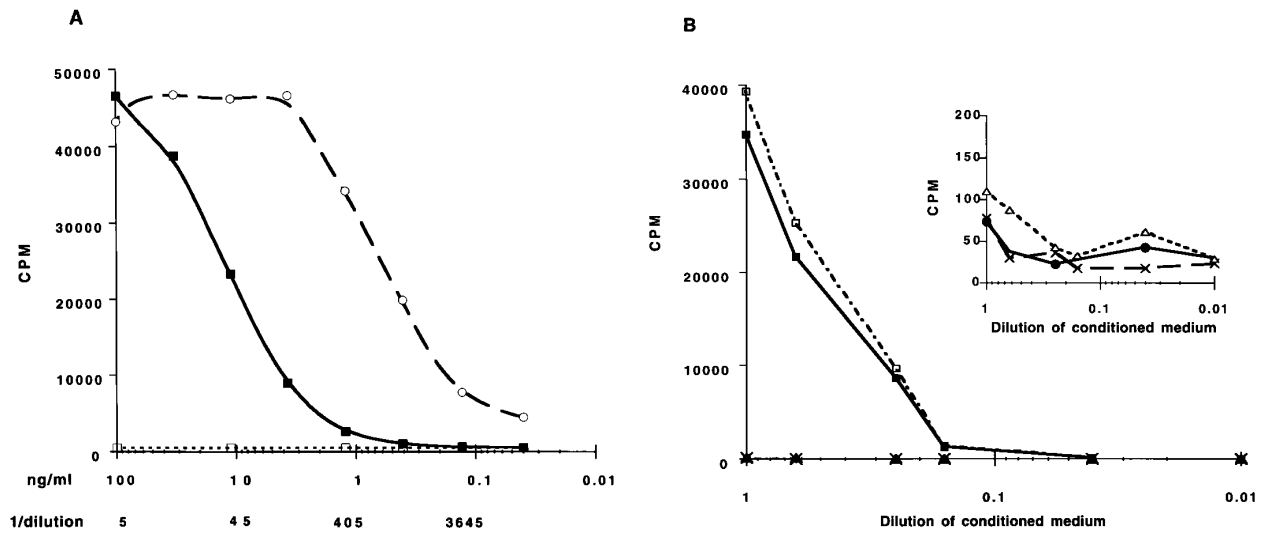 A
50000
40000
30000
20000
10000
0
CPM
ng/ml 100 10 1 0.1 0.01
1/dilution 5 45 405 3645
B
40000
30000
20000
10000
0
CPM
1 0.1 0.01
Dilution of conditioned medium
200
150
100
50
0
CPM
1 0.1 0.01
Dilution of conditioned medium